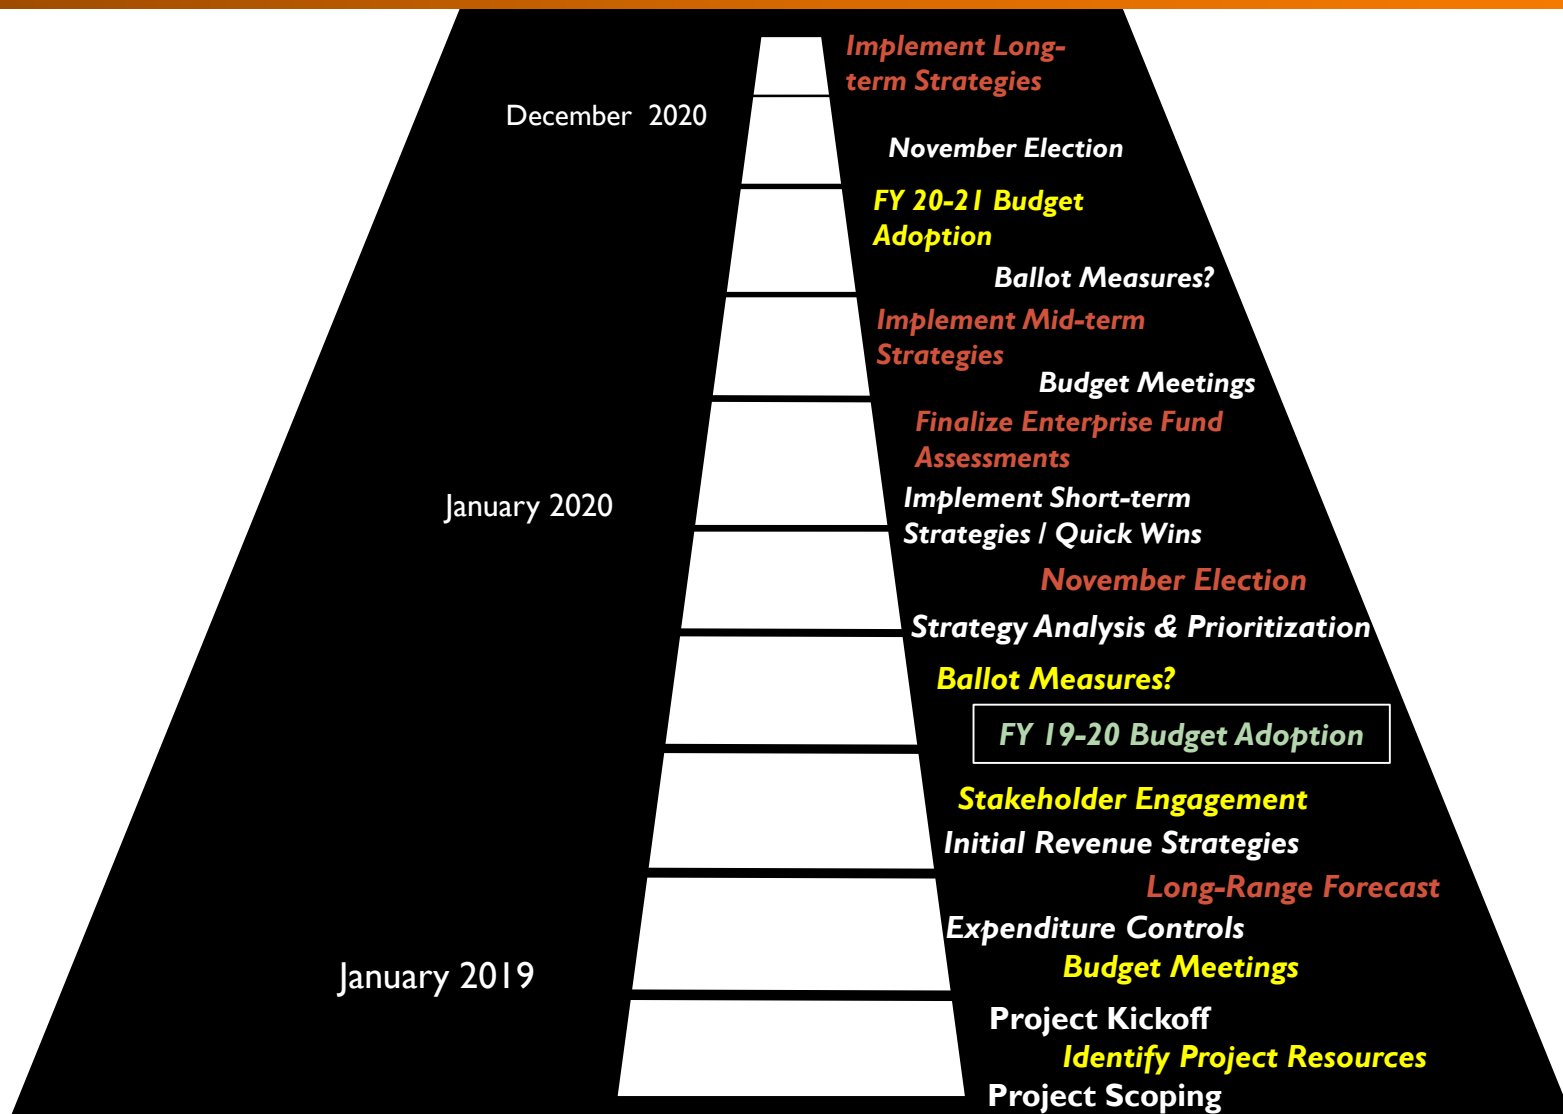 Implement Long-
term Strategies
December 2020
November Election
FY 20-21 Budget
Adoption
Ballot Measures?
Implement Mid-term
Strategies
Budget Meetings
Finalize Enterprise Fund
Assessments
January 2020
Implement Short-term
Strategies / Quick Wins
November Election
Strategy Analysis & Prioritization
Ballot Measures?
FY 19-20 Budget Adoption
Stakeholder Engagement
Initial Revenue Strategies
Long-Range Forecast
Expenditure Controls
Budget Meetings
January 2019
Project Kickoff
Identify Project Resources
Project Scoping